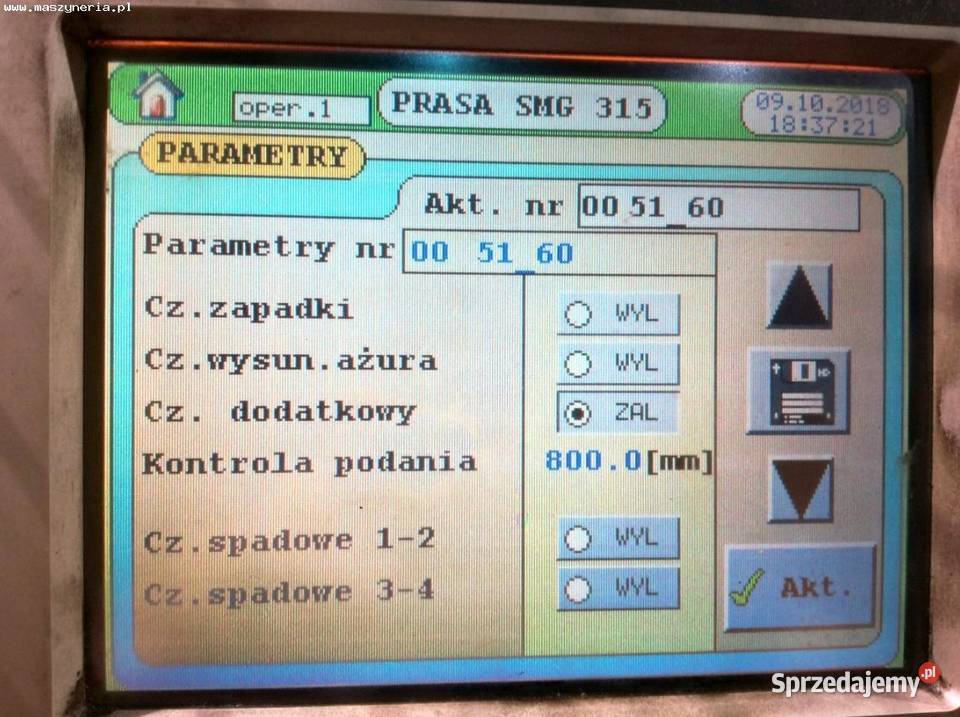 www.maszyneria.pl
oper.1
PRASA SMG 315
09.10.2018
18:37:21
PARAMETRY
Akt. nr 00 51_60
Parametry nr 00 51_60
Cz.zapadki WYL
Cz.wysun.ażura WYL
Cz. dodatkowy ZAL
Kontrola podania 800.0[mm]
Cz.spadowe 1-2 WYL
Cz.spadowe 3-4 WYL
Akt.
Sprzedajemy.pl